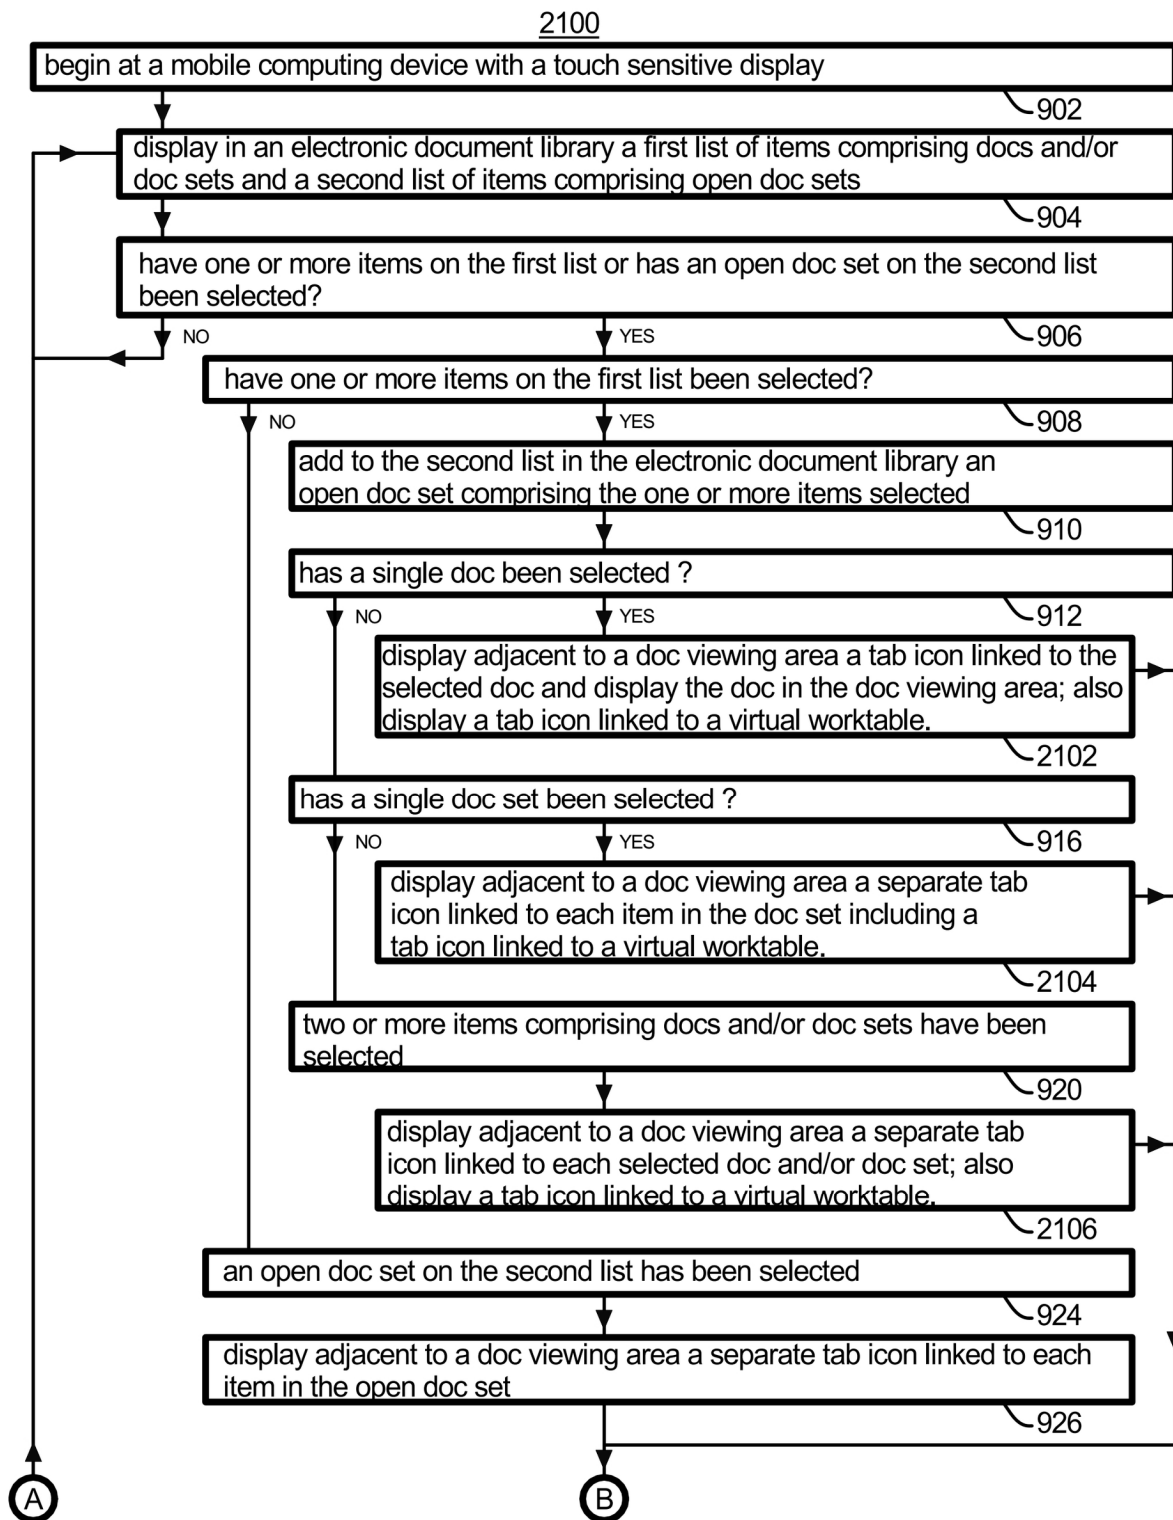 2100
begin at a mobile computing device with a touch sensitive display
902
display in an electronic document library a first list of items comprising docs and/or
doc sets and a second list of items comprising open doc sets
904
have one or more items on the first list or has an open doc set on the second list
been selected?
906
NO
YES
have one or more items on the first list been selected?
908
NO
YES
add to the second list in the electronic document library an
open doc set comprising the one or more items selected
910
has a single doc been selected ?
912
NO
YES
display adjacent to a doc viewing area a tab icon linked to the
selected doc and display the doc in the doc viewing area; also
display a tab icon linked to a virtual worktable.
2102
has a single doc set been selected ?
916
NO
YES
display adjacent to a doc viewing area a separate tab
icon linked to each item in the doc set including a
tab icon linked to a virtual worktable.
2104
two or more items comprising docs and/or doc sets have been
selected
920
display adjacent to a doc viewing area a separate tab
icon linked to each selected doc and/or doc set; also
display a tab icon linked to a virtual worktable.
2106
an open doc set on the second list has been selected
924
display adjacent to a doc viewing area a separate tab icon linked to each
item in the open doc set
926
A
B